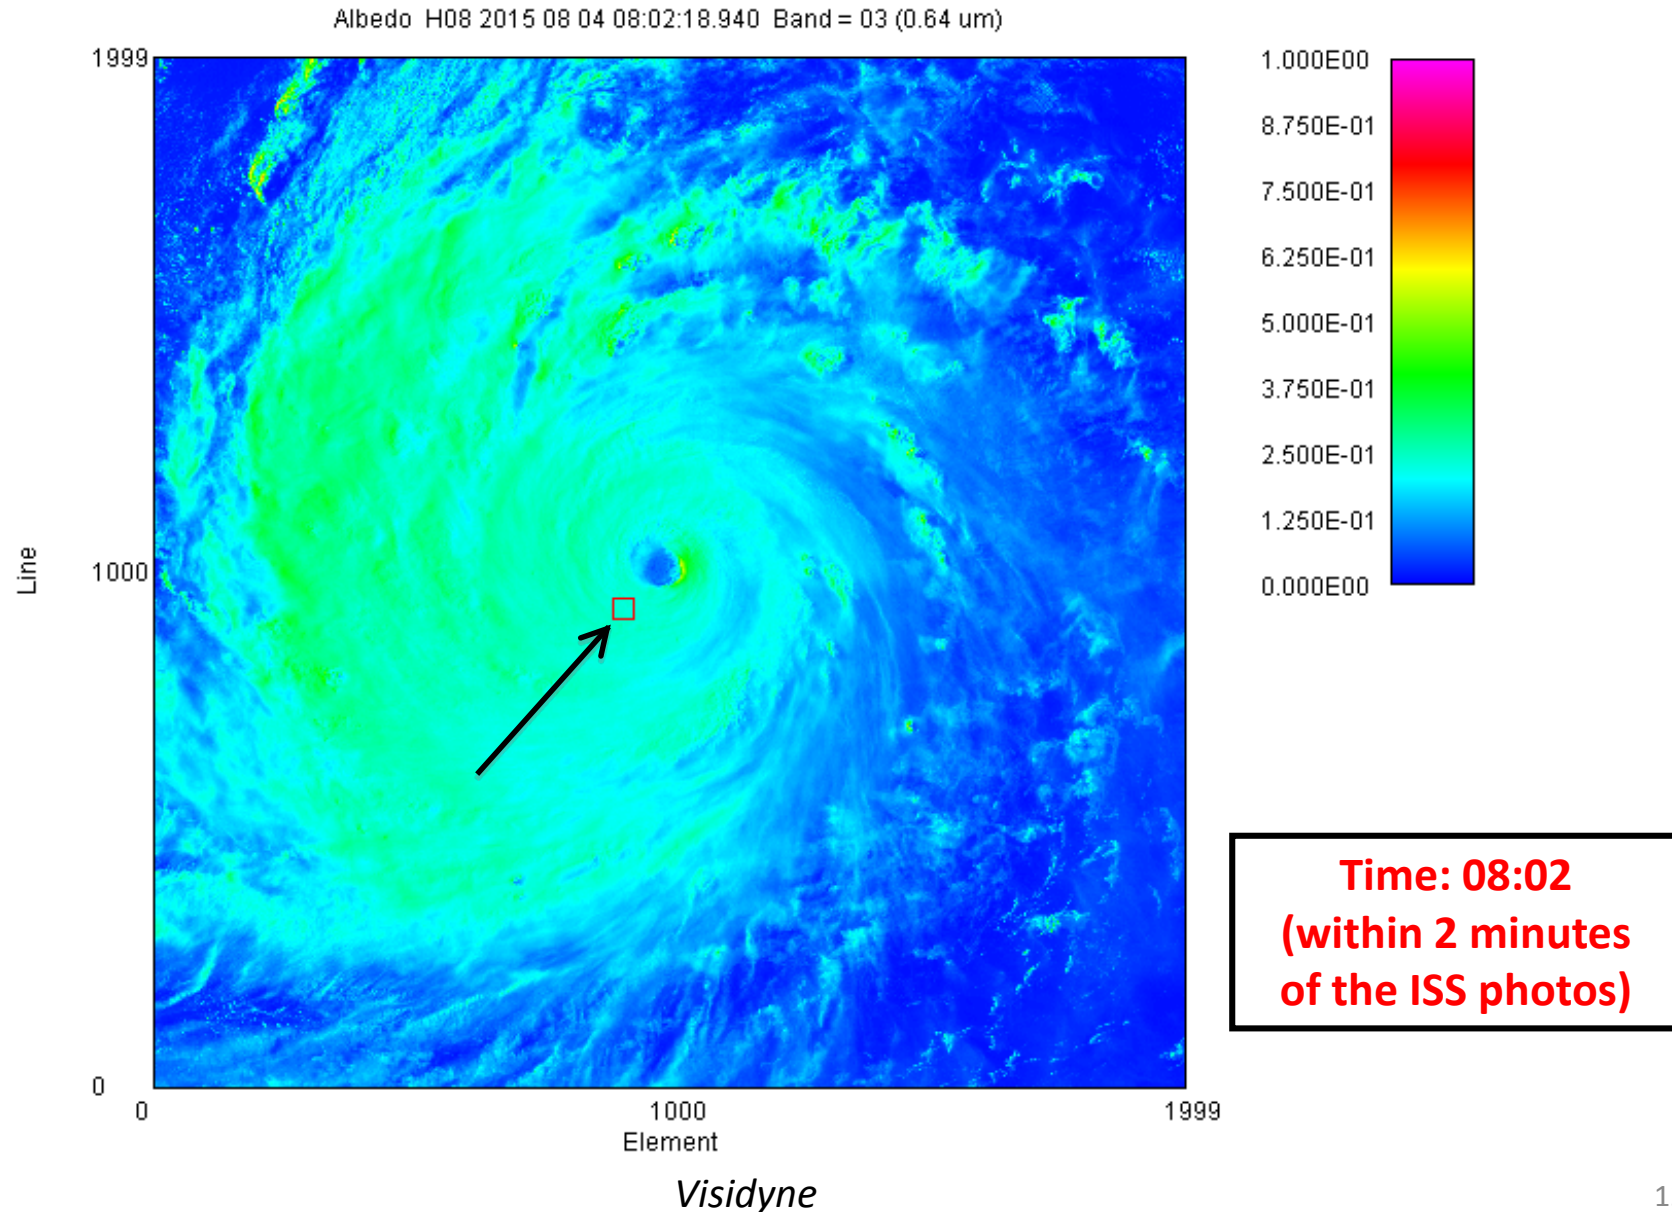 Albedo H08 2015 08 04 08:02:18.940 Band = 03 (0.64 um)
1999
1000
0
Line
0
1000
1999
Element
1.000E00
8.750E-01
7.500E-01
6.250E-01
5.000E-01
3.750E-01
2.500E-01
1.250E-01
0.000E00
Time: 08:02
(within 2 minutes
of the ISS photos)
Visidyne
1